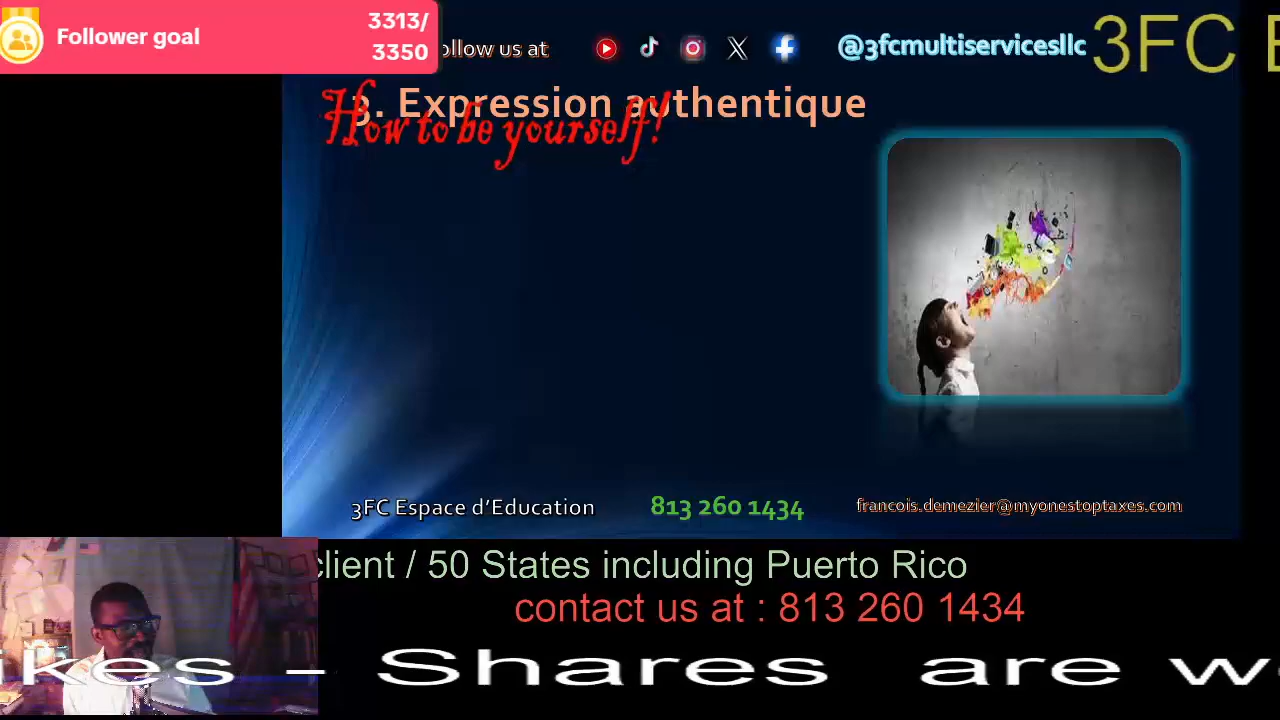 Follower goal
3313/
3350
ollow us at
@3fcmultiservicesllc
3FC
3. Expression authentique
How to be yourself!
3FC Espace d'Education
813 260 1434
francois.demezier@myonestoptaxes.com
client / 50 States including Puerto Rico
contact us at : 813 260 1434
ikes - Shares are w